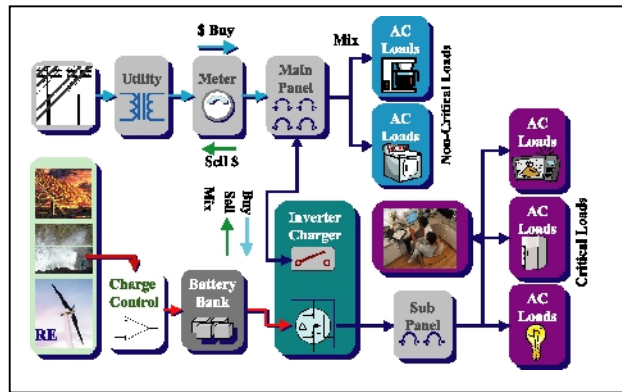 $ Buy
Utility
Meter
Main
Panel
Mix
AC
Loads
AC
Loads
Non-Critical Loads
Sell $
Buy
Sell
Mix
Inverter
Charger
AC
Loads
AC
Loads
AC
Loads
Critical Loads
Charge
Control
Battery
Bank
Sub
Panel
RE